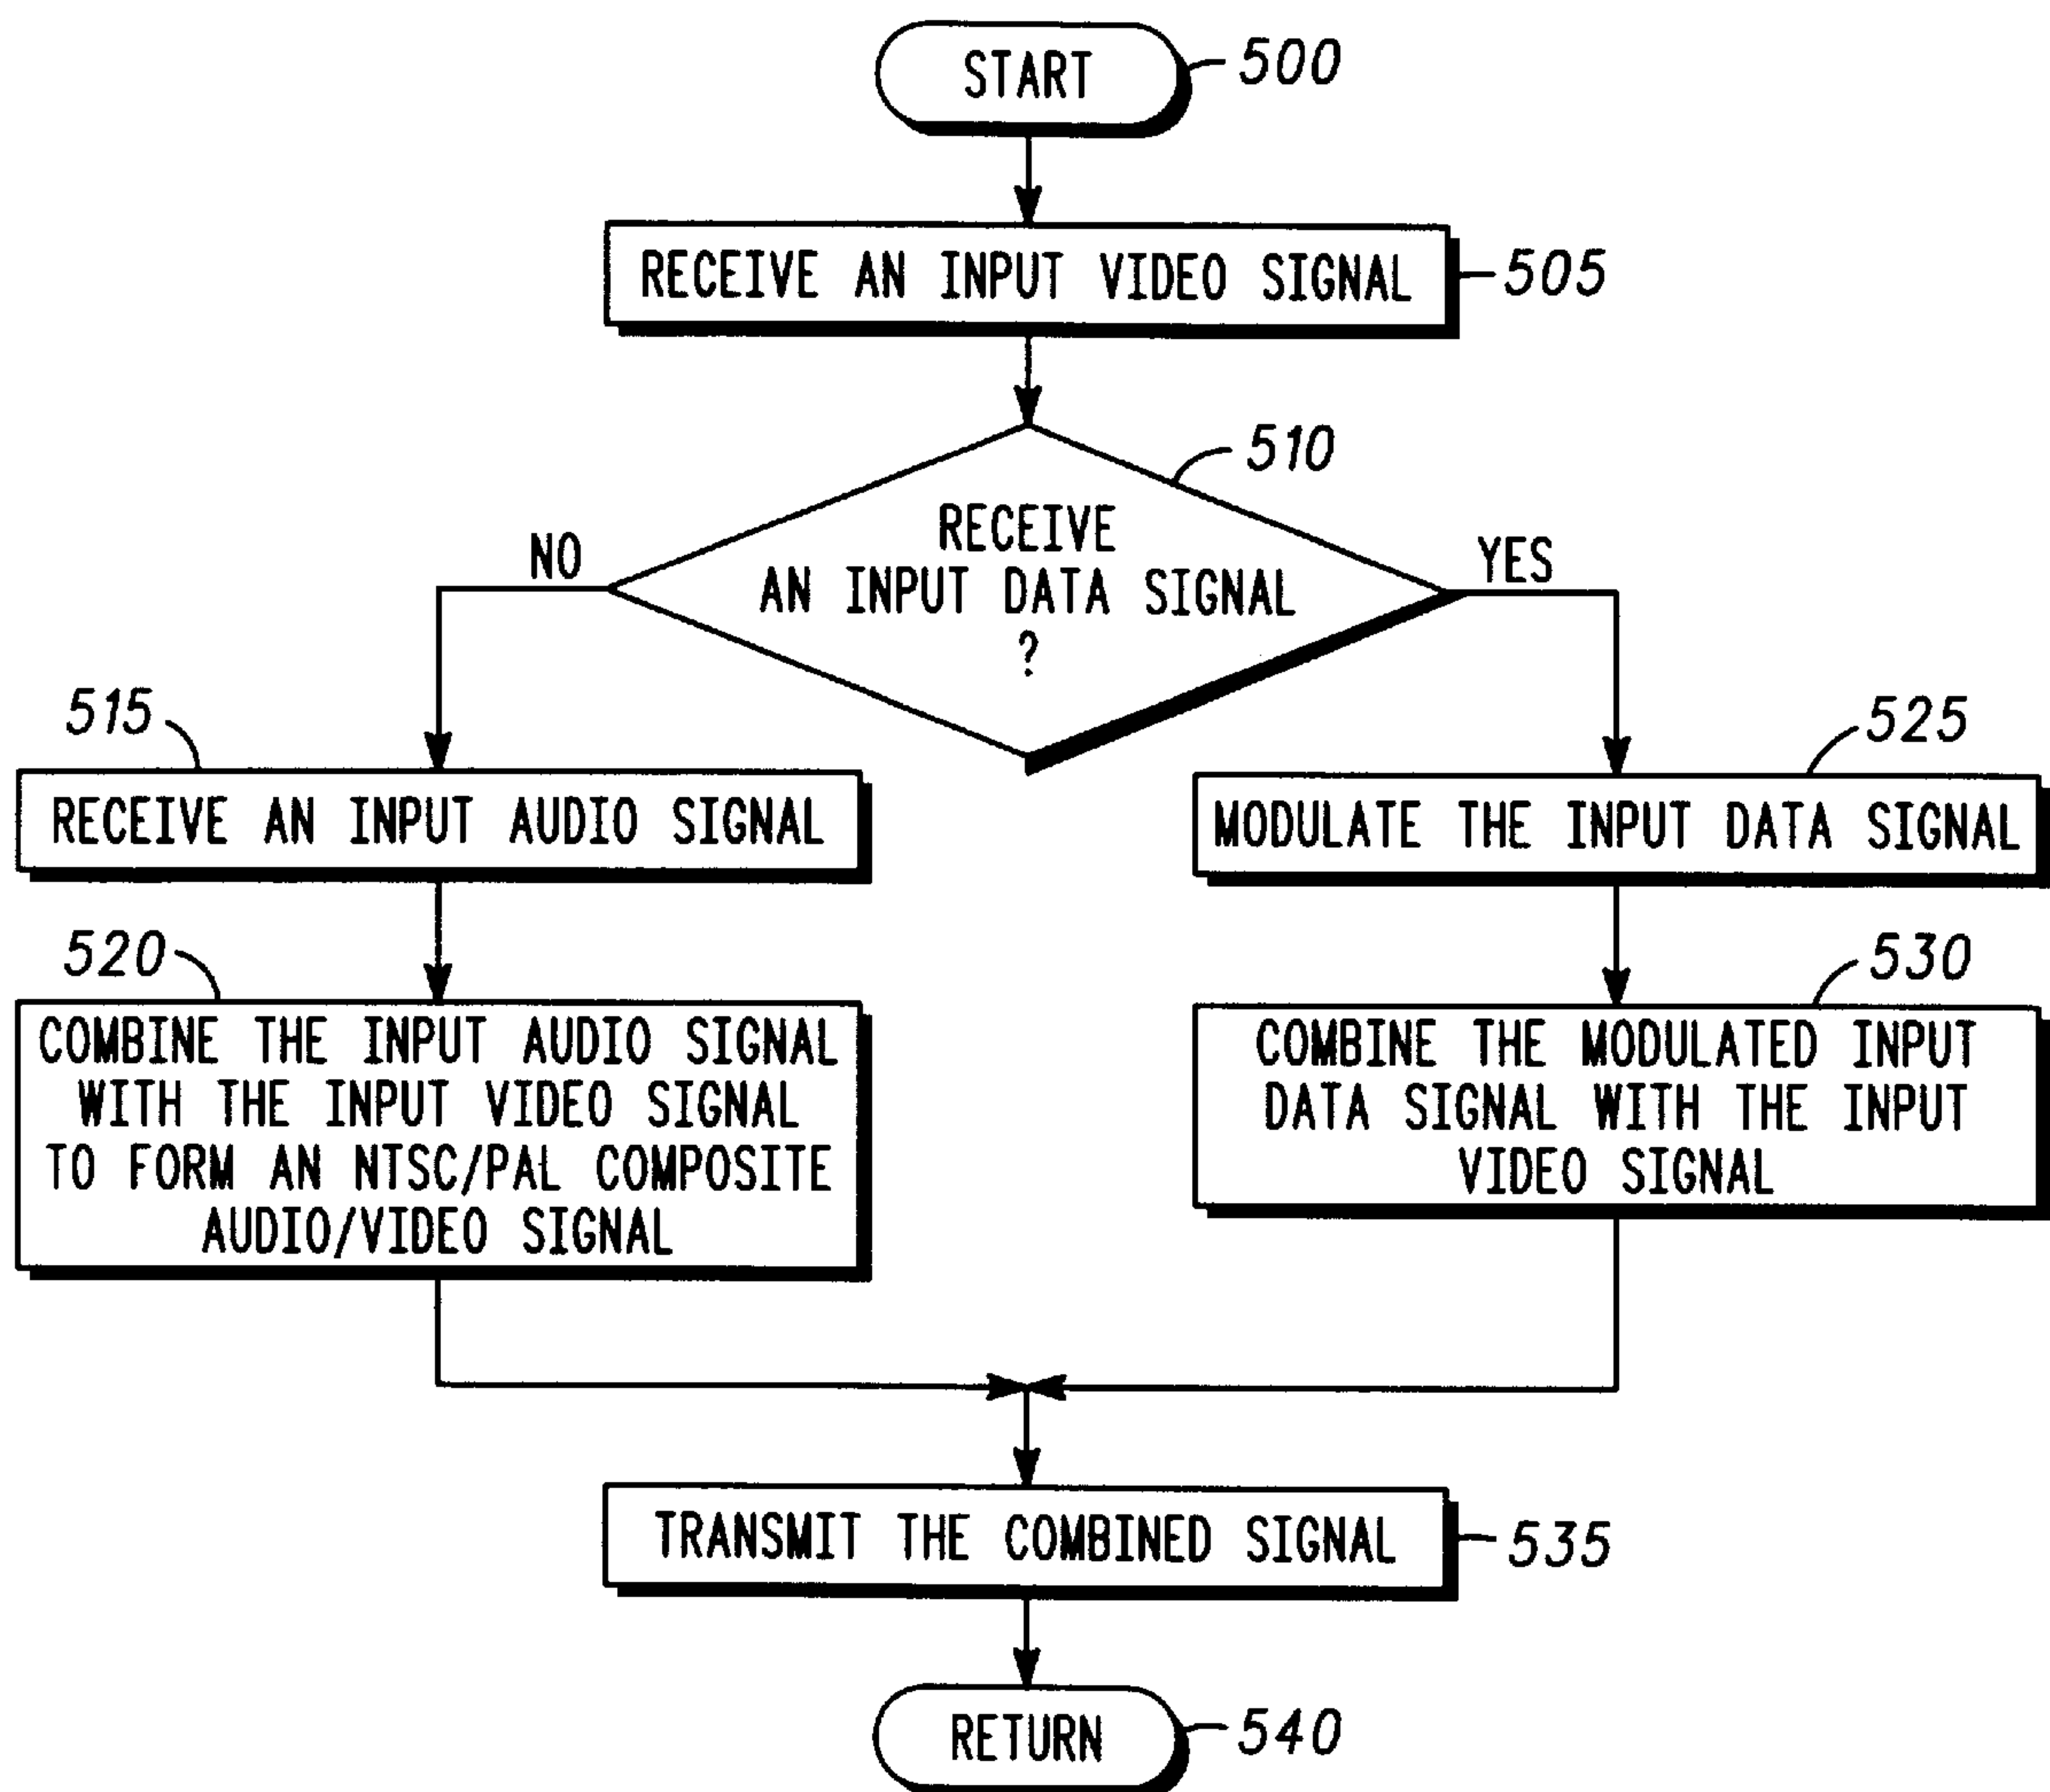 START
500
RECEIVE AN INPUT VIDEO SIGNAL
505
510
RECEIVE
AN INPUT DATA SIGNAL
?
NO
YES
515
RECEIVE AN INPUT AUDIO SIGNAL
525
MODULATE THE INPUT DATA SIGNAL
520
COMBINE THE INPUT AUDIO SIGNAL
WITH THE INPUT VIDEO SIGNAL
TO FORM AN NTSC/PAL COMPOSITE
AUDIO/VIDEO SIGNAL
530
COMBINE THE MODULATED INPUT
DATA SIGNAL WITH THE INPUT
VIDEO SIGNAL
TRANSMIT THE COMBINED SIGNAL
535
RETURN
540